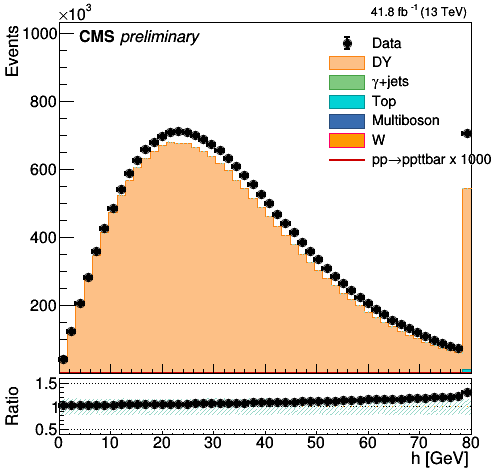 ×10³
41.8 fb⁻¹ (13 TeV)
CMS preliminary
Events
1000
800
600
400
200
Data
DY
γ+jets
Top
Multiboson
W
pp→ppttbar x 1000
Ratio
1.5
1.0
0.5
0 10 20 30 40 50 60 70 80
h [GeV]